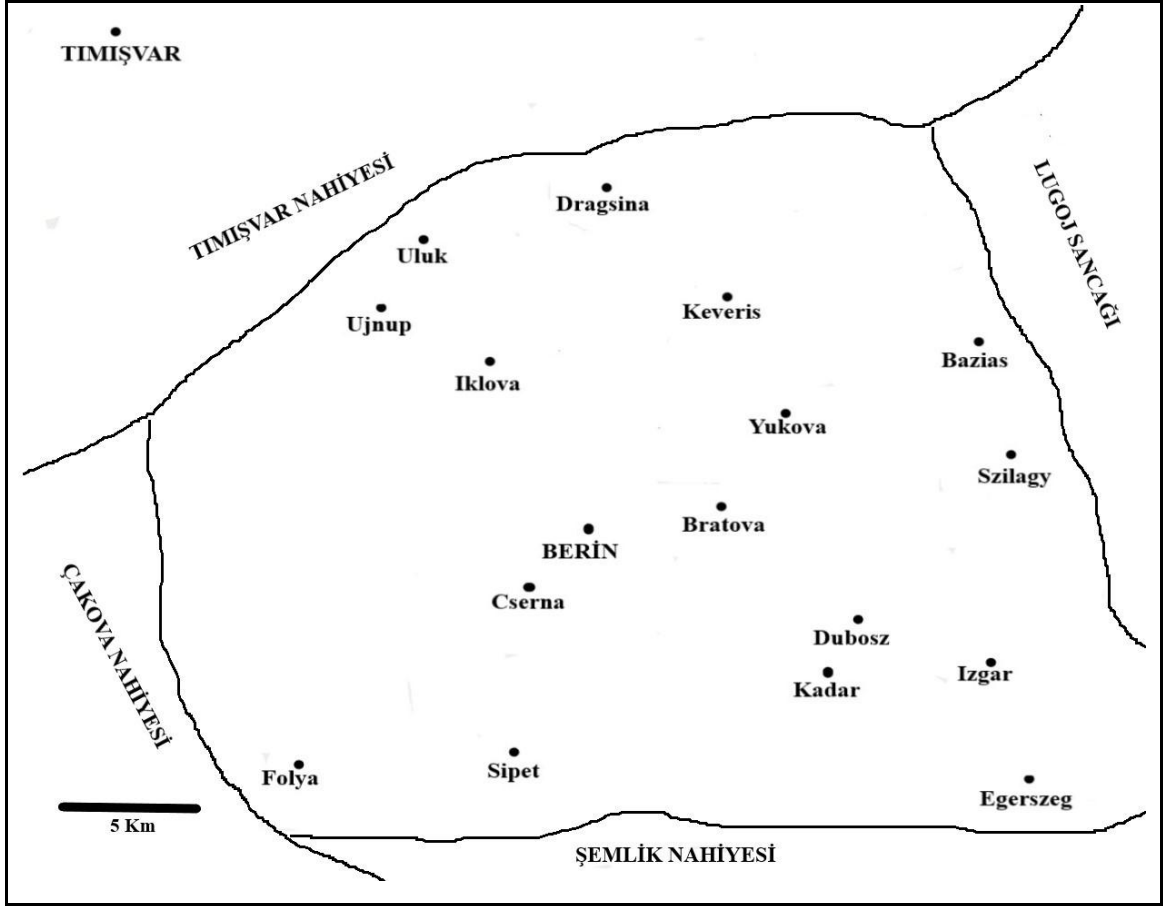 TIMIŞVAR
TIMIŞVAR NAHİYESİ
LUGOJ SANCAĞI
Dragsina
Uluk
Keveris
Ujnup
Bazias
Iklova
Yukova
Szilagy
Bratova
BERİN
ÇAKOVA NAHİYESİ
Cserna
Dubosz
Izgar
Kadar
Sipet
Folya
Egerszeg
5 Km
ŞEMLİK NAHİYESİ